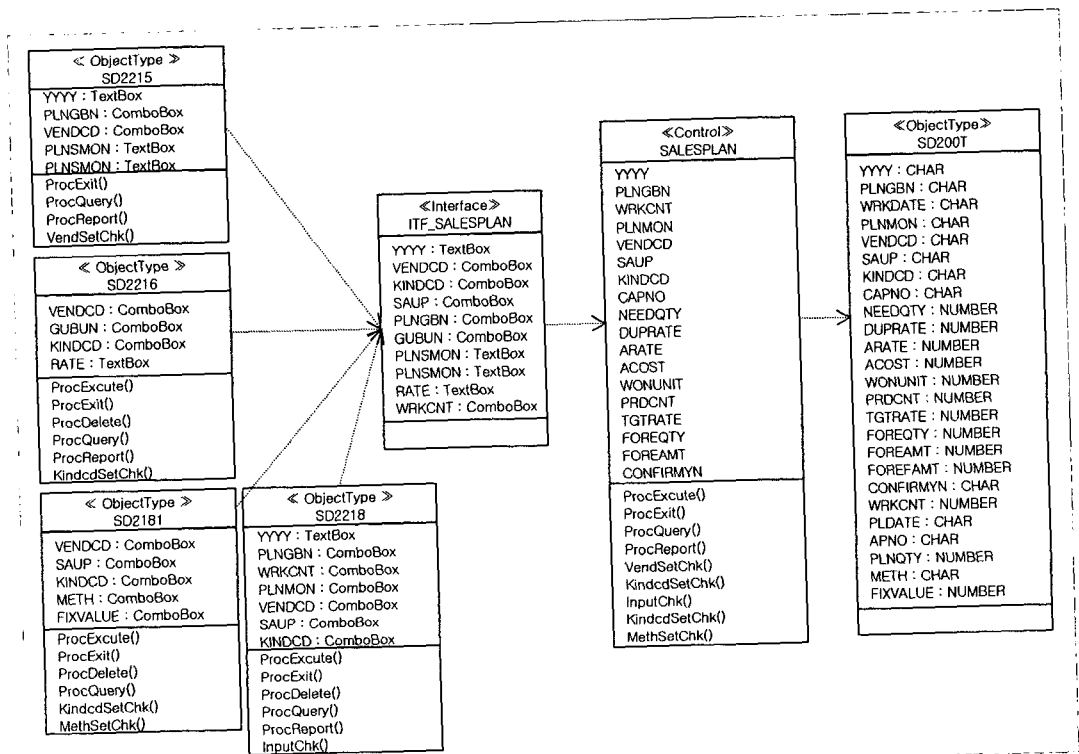 ≪ ObjectType ≫
SD2215
YYYY : TextBox
PLNGBN : ComboBox
VENDCD : ComboBox
PLNSMON : TextBox
PLNSMON : TextBox
ProcExit()
ProcQuery()
ProcReport()
VendSetChk()
≪ ObjectType ≫
SD2216
VENDCD : ComboBox
GUBUN : ComboBox
KINDCD : ComboBox
RATE : TextBox
ProcExcute()
ProcExit()
ProcDelete()
ProcQuery()
ProcReport()
KindcdSetChk()
≪ ObjectType ≫
SD2181
VENDCD : ComboBox
SAUP : ComboBox
KINDCD : ComboBox
METH : ComboBox
FIXVALUE : ComboBox
ProcExcute()
ProcExit()
ProcDelete()
ProcQuery()
KindcdSetChk()
MethSetChk()
≪ ObjectType ≫
SD2218
YYYY : TextBox
PLNGBN : ComboBox
WRKCNT : ComboBox
PLNMON : ComboBox
VENDCD : ComboBox
SAUP : ComboBox
KINDCD : ComboBox
ProcExcute()
ProcExit()
ProcDelete()
ProcQuery()
ProcReport()
InputChk()
≪Interface≫
ITF_SALESPLAN
YYYY : TextBox
VENDCD : ComboBox
KINDCD : ComboBox
SAUP : ComboBox
PLNGBN : ComboBox
GUBUN : ComboBox
PLNSMON : TextBox
PLNSMON : TextBox
RATE : TextBox
WRKCNT : ComboBox
≪Control≫
SALESPLAN
YYYY
PLNGBN
WRKCNT
PLNMON
VENDCD
SAUP
KINDCD
CAPNO
NEEDQTY
DUPRATE
ARATE
ACOST
WONUNIT
PRDCNT
TGTRATE
FOREQTY
FOREAMT
CONFIRMYN
ProcExcute()
ProcExit()
ProcQuery()
ProcReport()
VendSetChk()
KindcdSetChk()
InputChk()
KindcdSetChk()
MethSetChk()
≪ObjectType≫
SD200T
YYYY : CHAR
PLNGBN : CHAR
WRKDATE : CHAR
PLNMON : CHAR
VENDCD : CHAR
SAUP : CHAR
KINDCD : CHAR
CAPNO : CHAR
NEEDQTY : NUMBER
DUPRATE : NUMBER
ARATE : NUMBER
ACOST : NUMBER
WONUNIT : NUMBER
PRDCNT : NUMBER
TGTRATE : NUMBER
FOREQTY : NUMBER
FOREAMT : NUMBER
FOREFAMT : NUMBER
CONFIRMYN : CHAR
WRKCNT : NUMBER
PLDATE : CHAR
APNO : CHAR
PLNQTY : NUMBER
METH : CHAR
FIXVALUE : NUMBER